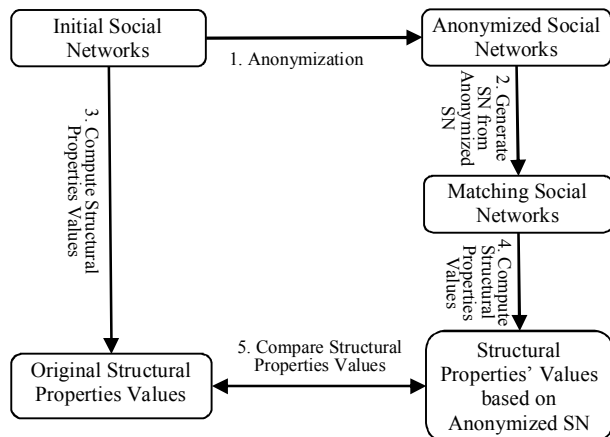 Initial Social
Networks
1. Anonymization
Anonymized Social
Networks
2. Generate
SN from
Anonymized
SN
3. Compute Structural
Properties Values
Matching Social
Networks
4. Compute
Structural
Properties
Values
Original Structural
Properties Values
5. Compare Structural
Properties Values
Structural
Properties’ Values
based on
Anonymized SN